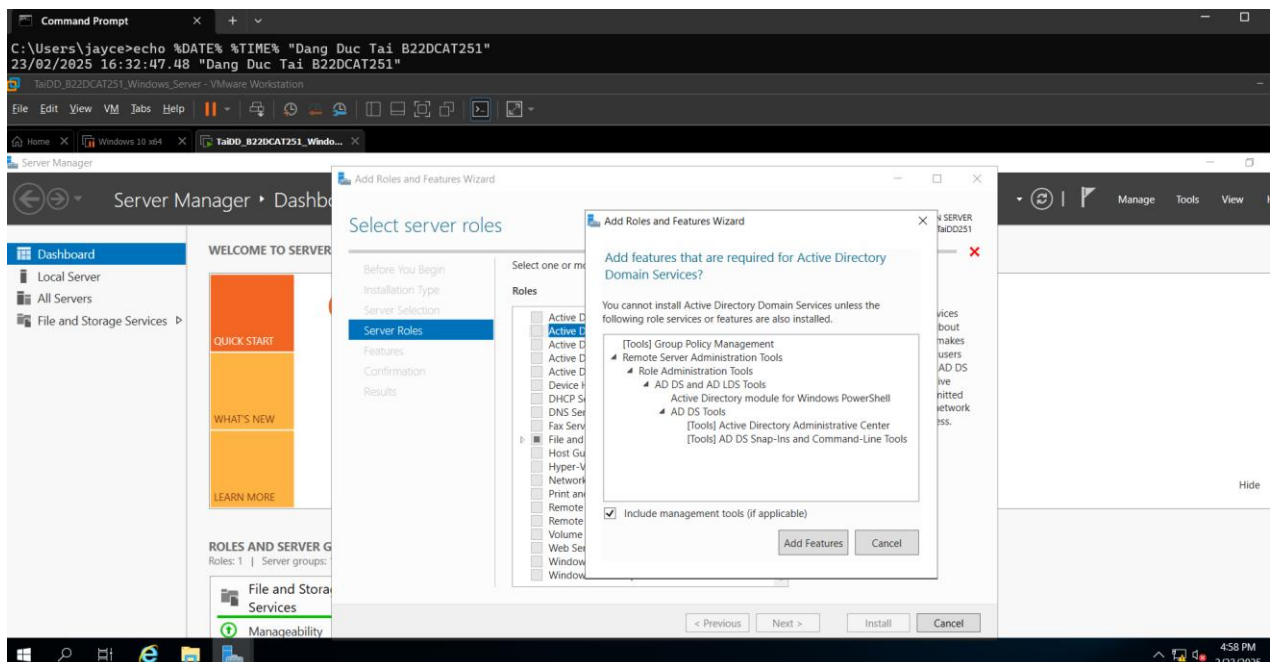 Command Prompt
C:\Users\jayce>echo %DATE% %TIME% "Dang Duc Tai B22DCAT251"
23/02/2025 16:32:47.48 "Dang Duc Tai B22DCAT251"
TaiDD_B22DCAT251_Windows_Server - VMware Workstation
File Edit View VM Tabs Help
Home Windows 10 x64 TaiDD_B22DCAT251_Windo...
Server Manager
Server Manager • Dashbo
Manage Tools View
Dashboard
Local Server
All Servers
File and Storage Services
WELCOME TO SERVER
QUICK START
WHAT'S NEW
LEARN MORE
Hide
ROLES AND SERVER G
Roles: 1 | Server groups:
File and Stora
Services
Manageability
Add Roles and Features Wizard
Select server roles
SERVER
TaiDD251
Before You Begin
Installation Type
Server Selection
Server Roles
Features
Confirmation
Results
Select one or mo
Roles
Active D
Active D
Active D
Active D
Active D
Device H
DHCP Se
DNS Ser
Fax Serv
File and
Host Gu
Hyper-V
Network
Print an
Remote
Remote
Volume
Web Ser
Window
Window
vices
bout
makes
users
AD DS
ive
mitted
etwork
ess.
< Previous Next > Install Cancel
Add Roles and Features Wizard
Add features that are required for Active Directory
Domain Services?
You cannot install Active Directory Domain Services unless the
following role services or features are also installed.
[Tools] Group Policy Management
Remote Server Administration Tools
Role Administration Tools
AD DS and AD LDS Tools
Active Directory module for Windows PowerShell
AD DS Tools
[Tools] Active Directory Administrative Center
[Tools] AD DS Snap-Ins and Command-Line Tools
Include management tools (if applicable)
Add Features Cancel
4:58 PM